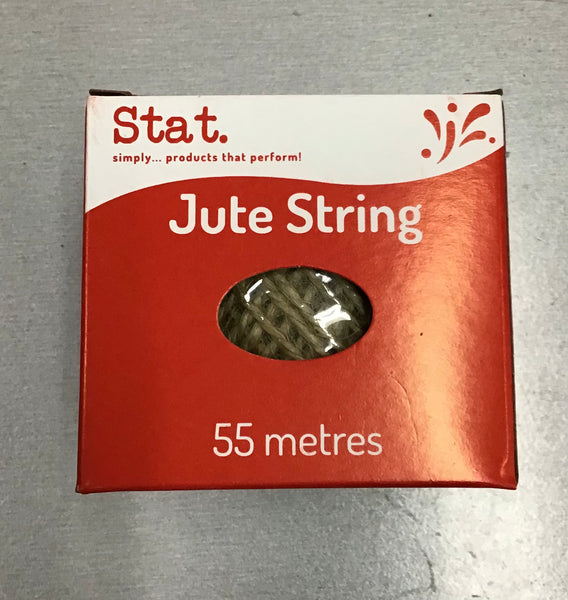 Stat.
simply... products that perform!
Jute String
55 metres